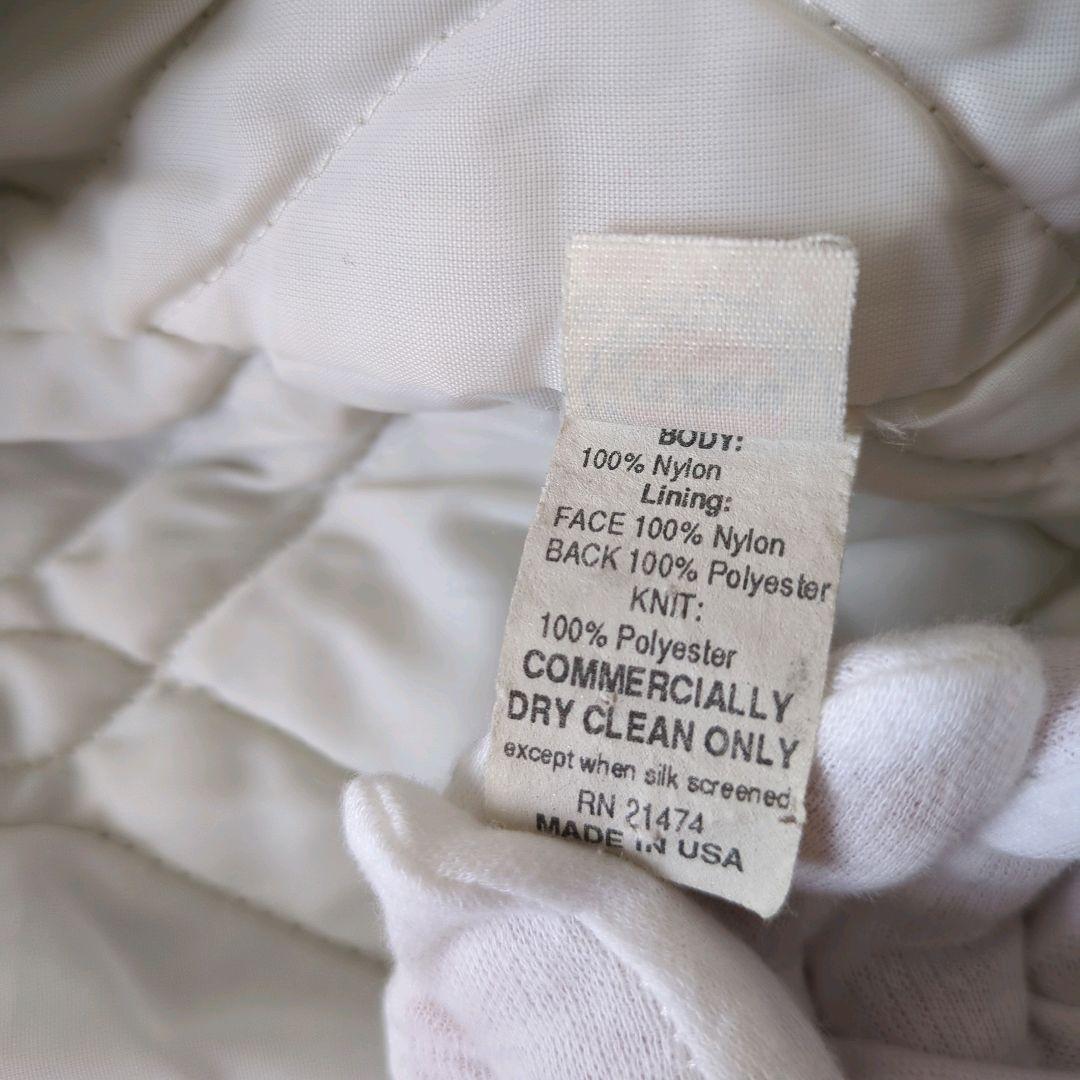 BODY:
100% Nylon
Lining:
FACE 100% Nylon
BACK 100% Polyester
KNIT:
100% Polyester
COMMERCIALLY
DRY CLEAN ONLY
except when silk screened
RN 21474
MADE IN USA